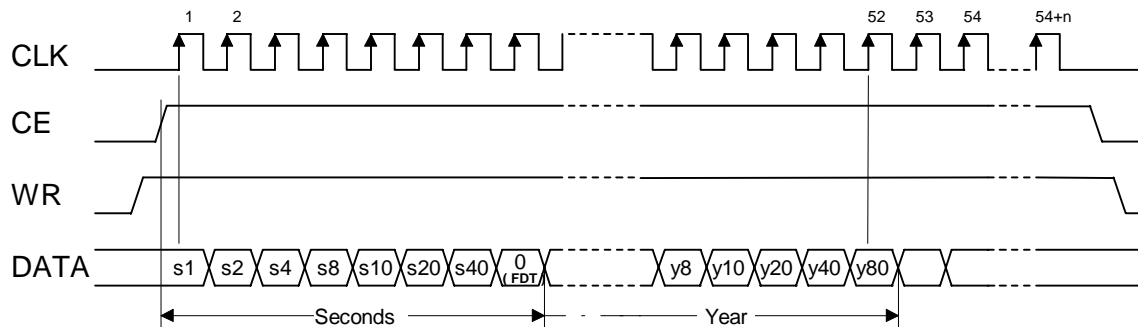 1 2 52 53 54 54+n
CLK
CE
WR
DATA s1 s2 s4 s8 s10 s20 s40 0 y8 y10 y20 y40 y80
( FDT )
Seconds Year